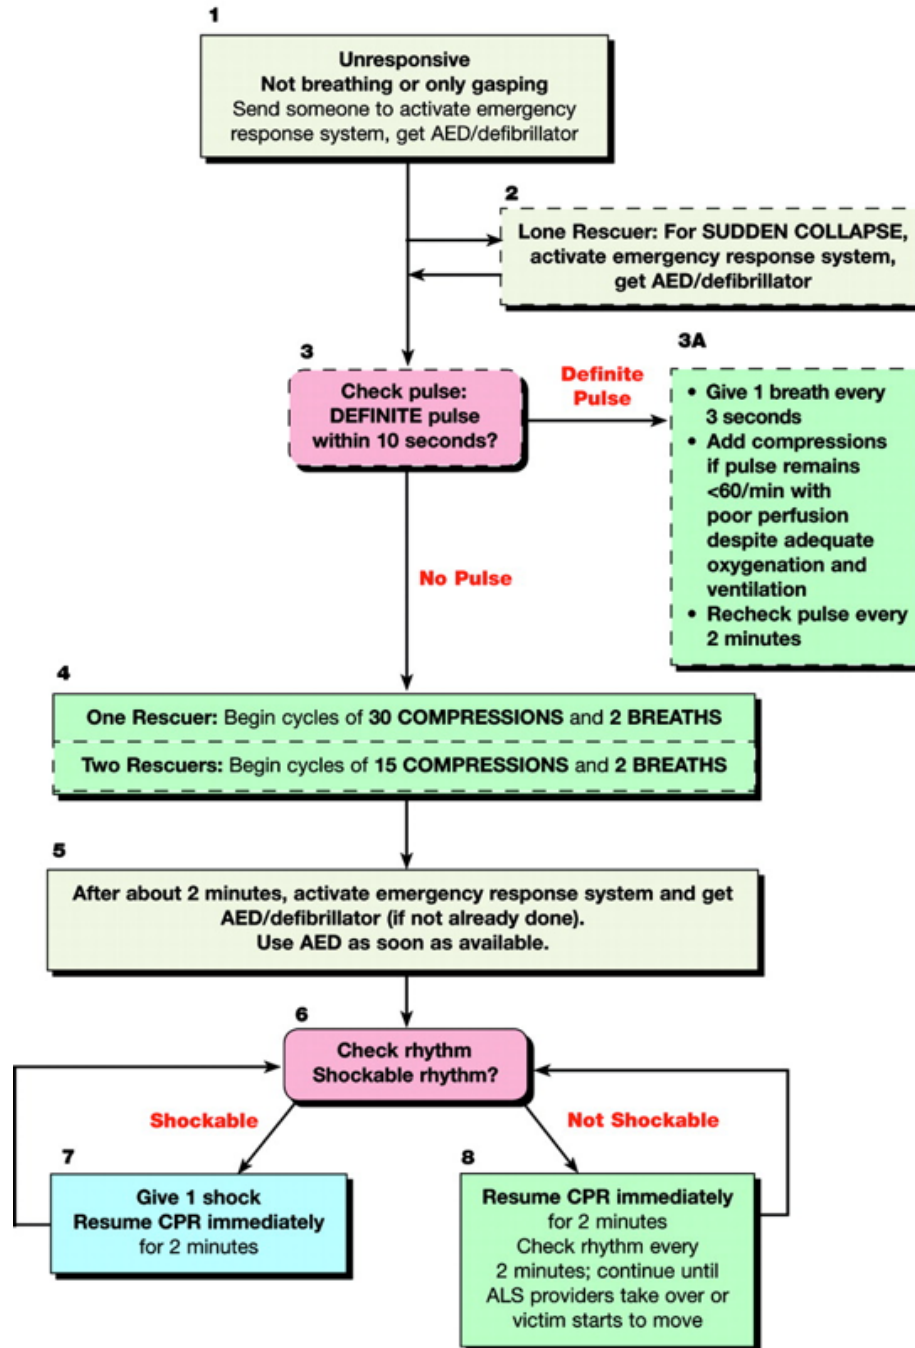 1
Unresponsive
Not breathing or only gasping
Send someone to activate emergency
response system, get AED/defibrillator
2
Lone Rescuer: For SUDDEN COLLAPSE,
activate emergency response system,
get AED/defibrillator
3
Check pulse:
DEFINITE pulse
within 10 seconds?
Definite
Pulse
3A
• Give 1 breath every
3 seconds
• Add compressions
if pulse remains
<60/min with
poor perfusion
despite adequate
oxygenation and
ventilation
• Recheck pulse every
2 minutes
No Pulse
4
One Rescuer: Begin cycles of 30 COMPRESSIONS and 2 BREATHS
Two Rescuers: Begin cycles of 15 COMPRESSIONS and 2 BREATHS
5
After about 2 minutes, activate emergency response system and get
AED/defibrillator (if not already done).
Use AED as soon as available.
6
Check rhythm
Shockable rhythm?
Shockable
Not Shockable
7
Give 1 shock
Resume CPR immediately
for 2 minutes
8
Resume CPR immediately
for 2 minutes
Check rhythm every
2 minutes; continue until
ALS providers take over or
victim starts to move